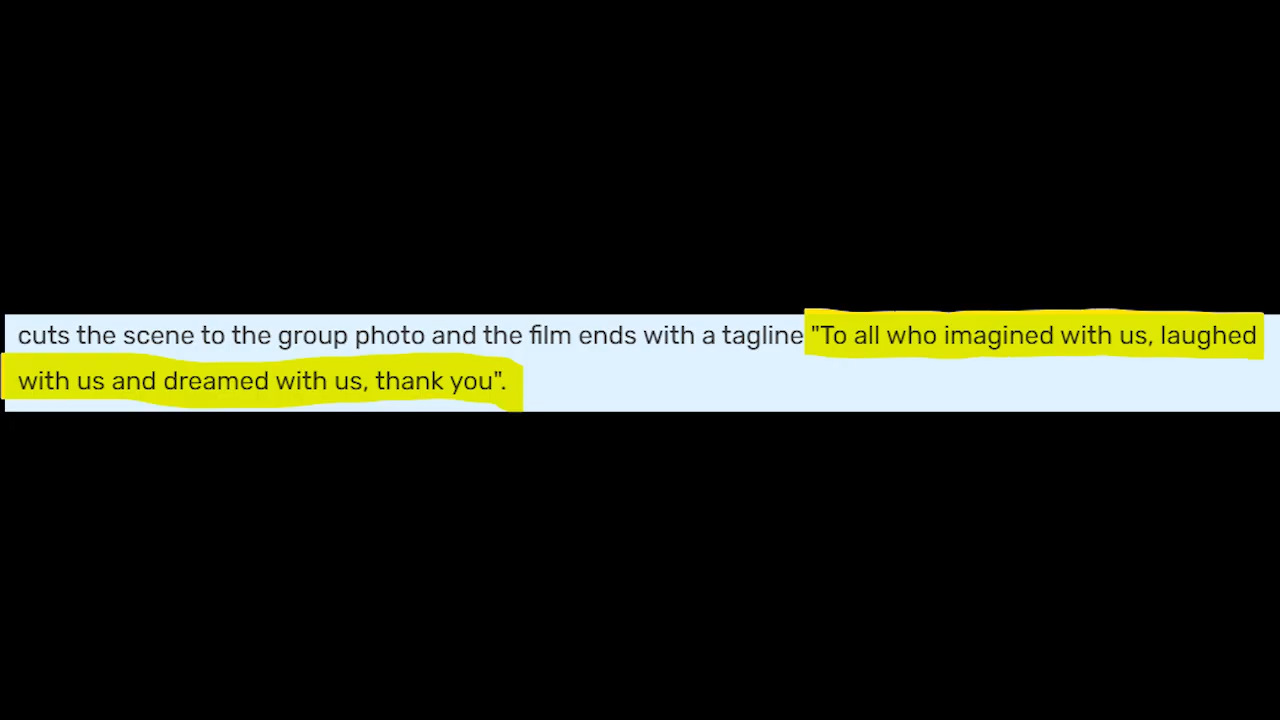 cuts the scene to the group photo and the film ends with a tagline "To all who imagined with us, laughed
with us and dreamed with us, thank you".